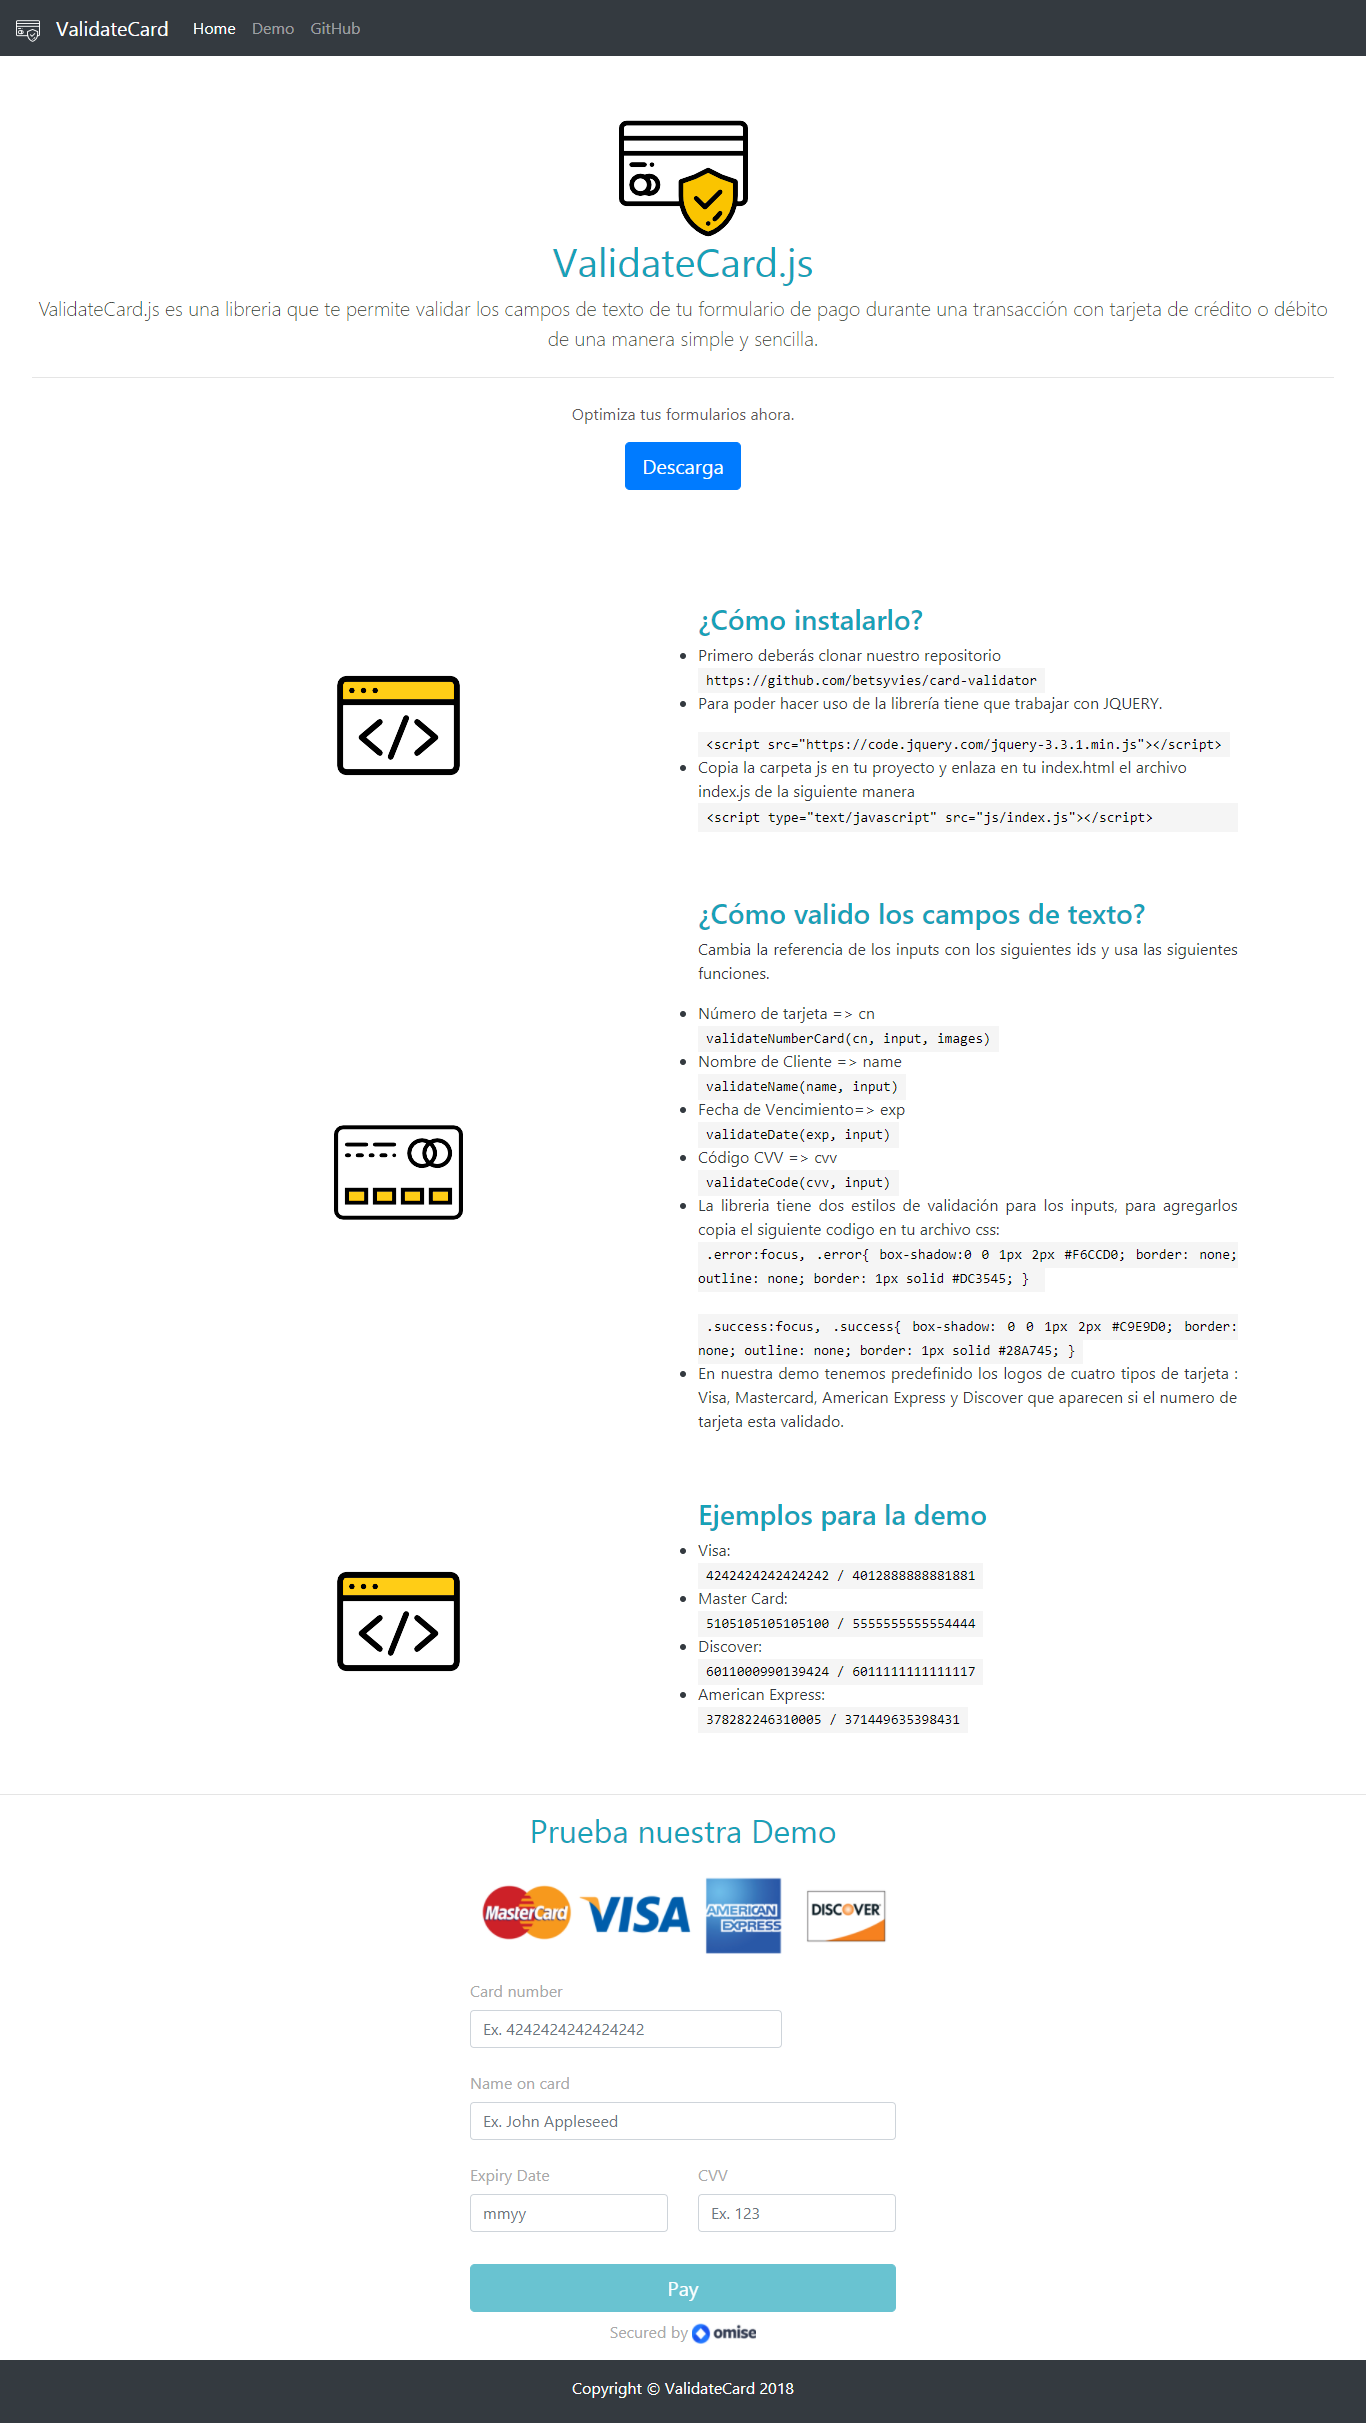 ValidateCard Home Demo GitHub
ValidateCard.js
ValidateCard.js es una libreria que te permite validar los campos de texto de tu formulario de pago durante una transacción con tarjeta de crédito o débito
de una manera simple y sencilla.
Optimiza tus formularios ahora.
Descarga
¿Cómo instalarlo?
Primero deberás clonar nuestro repositorio
https://github.com/betsyvies/card-validator
Para poder hacer uso de la librería tiene que trabajar con JQUERY.
<script src="https://code.jquery.com/jquery-3.3.1.min.js"></script>
Copia la carpeta js en tu proyecto y enlaza en tu index.html el archivo
index.js de la siguiente manera
<script type="text/javascript" src="js/index.js"></script>
¿Cómo valido los campos de texto?
Cambia la referencia de los inputs con los siguientes ids y usa las siguientes
funciones.
Número de tarjeta => cn
validateNumberCard(cn, input, images)
Nombre de Cliente => name
validateName(name, input)
Fecha de Vencimiento=> exp
validateDate(exp, input)
Código CVV => cvv
validateCode(cvv, input)
La libreria tiene dos estilos de validación para los inputs, para agregarlos
copia el siguiente codigo en tu archivo css:
.error:focus, .error{ box-shadow:0 0 1px 2px #F6CCD0; border: none;
outline: none; border: 1px solid #DC3545; }
.success:focus, .success{ box-shadow: 0 0 1px 2px #C9E9D0; border:
none; outline: none; border: 1px solid #28A745; }
En nuestra demo tenemos predefinido los logos de cuatro tipos de tarjeta :
Visa, Mastercard, American Express y Discover que aparecen si el numero de
tarjeta esta validado.
Ejemplos para la demo
Visa:
4242424242424242 / 4012888888881881
Master Card:
5105105105105100 / 5555555555554444
Discover:
6011000990139424 / 6011111111111117
American Express:
378282246310005 / 371449635398431
Prueba nuestra Demo
MasterCard VISA AMERICAN EXPRESS DISCOVER
Card number
Ex. 4242424242424242
Name on card
Ex. John Appleseed
Expiry Date CVV
mmyy Ex. 123
Pay
Secured by omise
Copyright © ValidateCard 2018